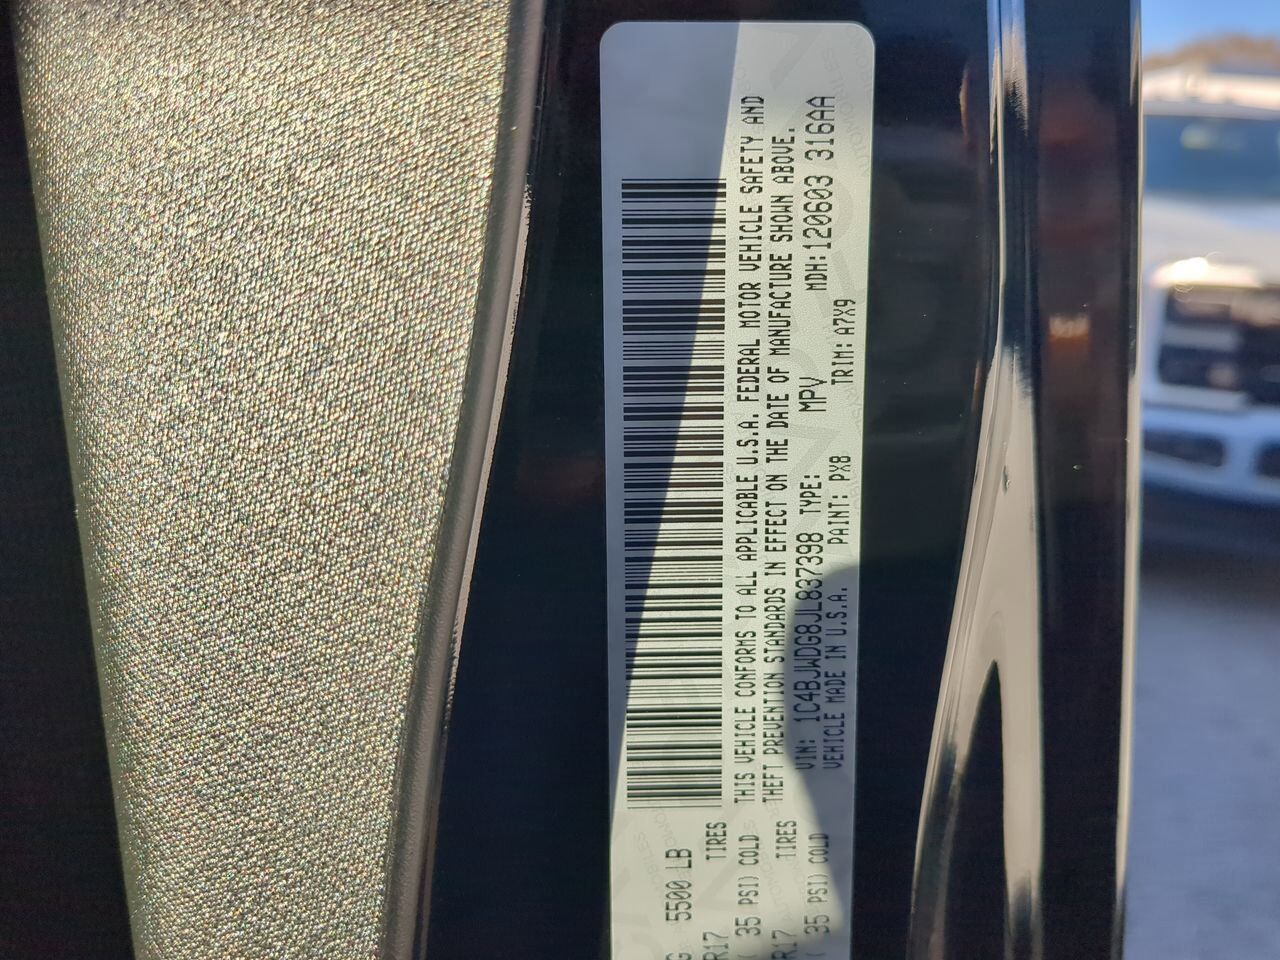 G 5500 LB
R17 TIRES
( 35 PSI) COLD
R17 TIRES
( 35 PSI) COLD
THIS VEHICLE CONFORMS TO ALL APPLICABLE U.S.A. FEDERAL MOTOR VEHICLE SAFETY AND
THEFT PREVENTION STANDARDS IN EFFECT ON THE DATE OF MANUFACTURE SHOWN ABOVE.
VIN: 1C4BJWDG8JL837398 TYPE: MPV MDH:120603 316AA
VEHICLE MADE IN U.S.A. PAINT: PX8 TRIM:A7X9